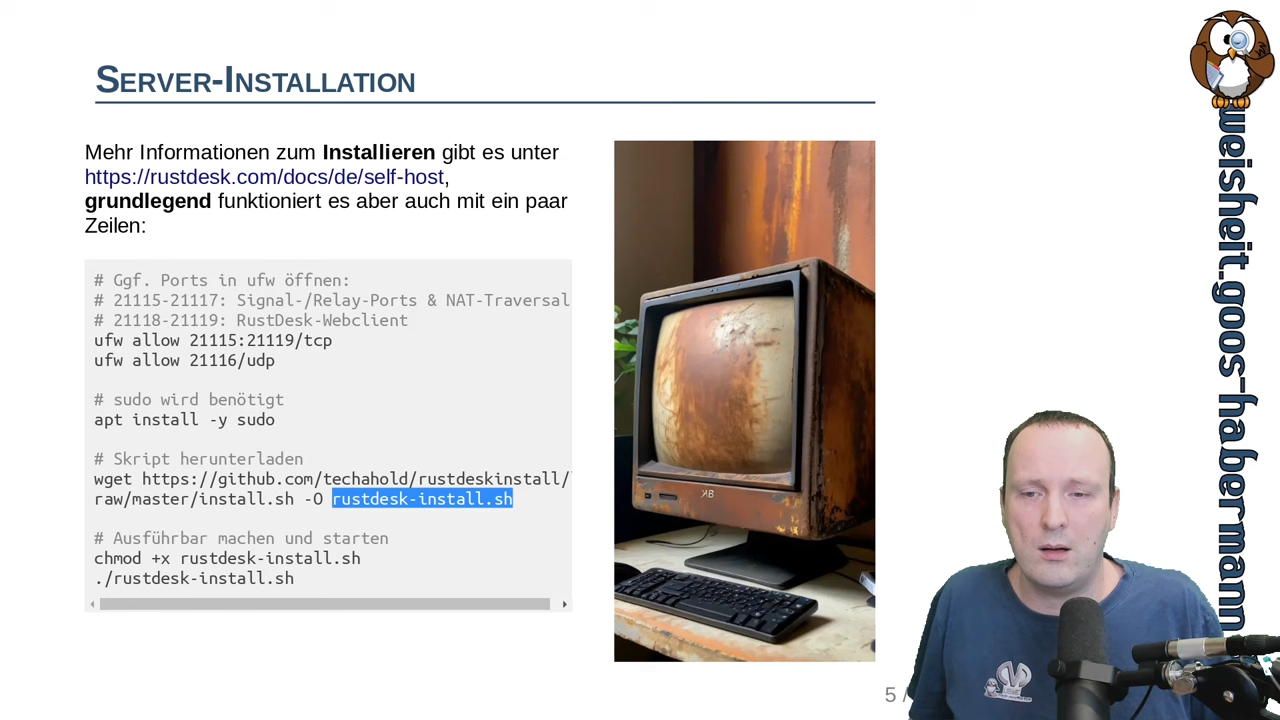 SERVER-INSTALLATION
Mehr Informationen zum Installieren gibt es unter
https://rustdesk.com/docs/de/self-host,
grundlegend funktioniert es aber auch mit ein paar
Zeilen:
# Ggf. Ports in ufw öffnen:
# 21115-21117: Signal-/Relay-Ports & NAT-Traversal
# 21118-21119: RustDesk-Webclient
ufw allow 21115:21119/tcp
ufw allow 21116/udp
# sudo wird benötigt
apt install -y sudo
# Skript herunterladen
wget https://github.com/techahold/rustdeskinstall/
raw/master/install.sh -O rustdesk-install.sh
# Ausführbar machen und starten
chmod +x rustdesk-install.sh
./rustdesk-install.sh
5 /
weisheit.goos-habermann